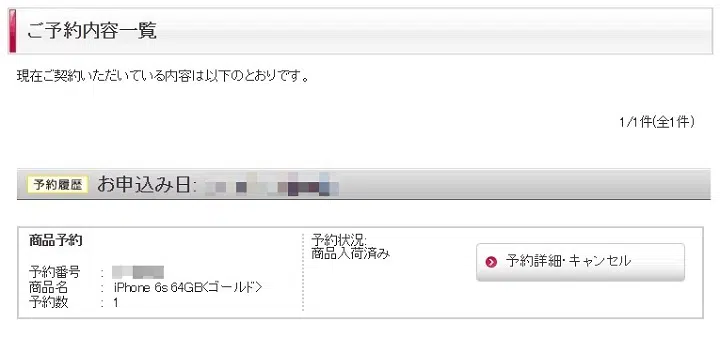 ご予約内容一覧
現在ご契約いただいている内容は以下のとおりです。
1/1件(全1件)
予約履歴 お申込み日:
商品予約
予約番号 :
商品名 : iPhone 6s 64GB<ゴールド>
予約数 : 1
予約状況:
商品入荷済み
予約詳細・キャンセル